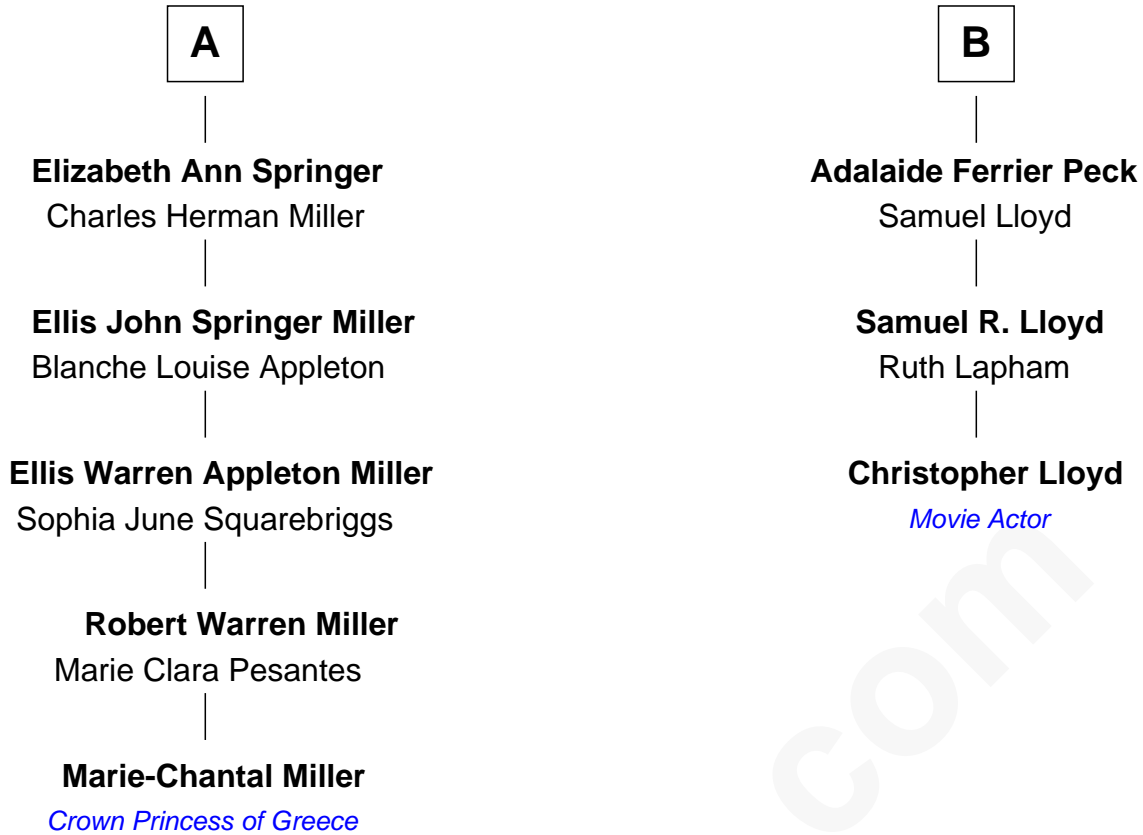 A
Elizabeth Ann Springer
Charles Herman Miller
Ellis John Springer Miller
Blanche Louise Appleton
Ellis Warren Appleton Miller
Sophia June Squarebriggs
Robert Warren Miller
Marie Clara Pesantes
Marie-Chantal Miller
Crown Princess of Greece
B
Adalaide Ferrier Peck
Samuel Lloyd
Samuel R. Lloyd
Ruth Lapham
Christopher Lloyd
Movie Actor
com